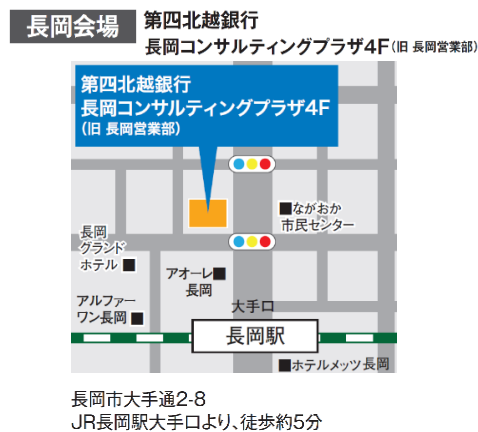 長岡会場
第四北越銀行
長岡コンサルティングプラザ4F(旧 長岡営業部)
第四北越銀行
長岡コンサルティングプラザ4F
(旧 長岡営業部)
■ながおか
市民センター
長岡
グランド
ホテル■
アオーレ■
長岡
大手口
アルファー
ワン長岡■
長岡駅
■ホテルメッツ長岡
長岡市大手通2-8
JR長岡駅大手口より、徒歩約5分